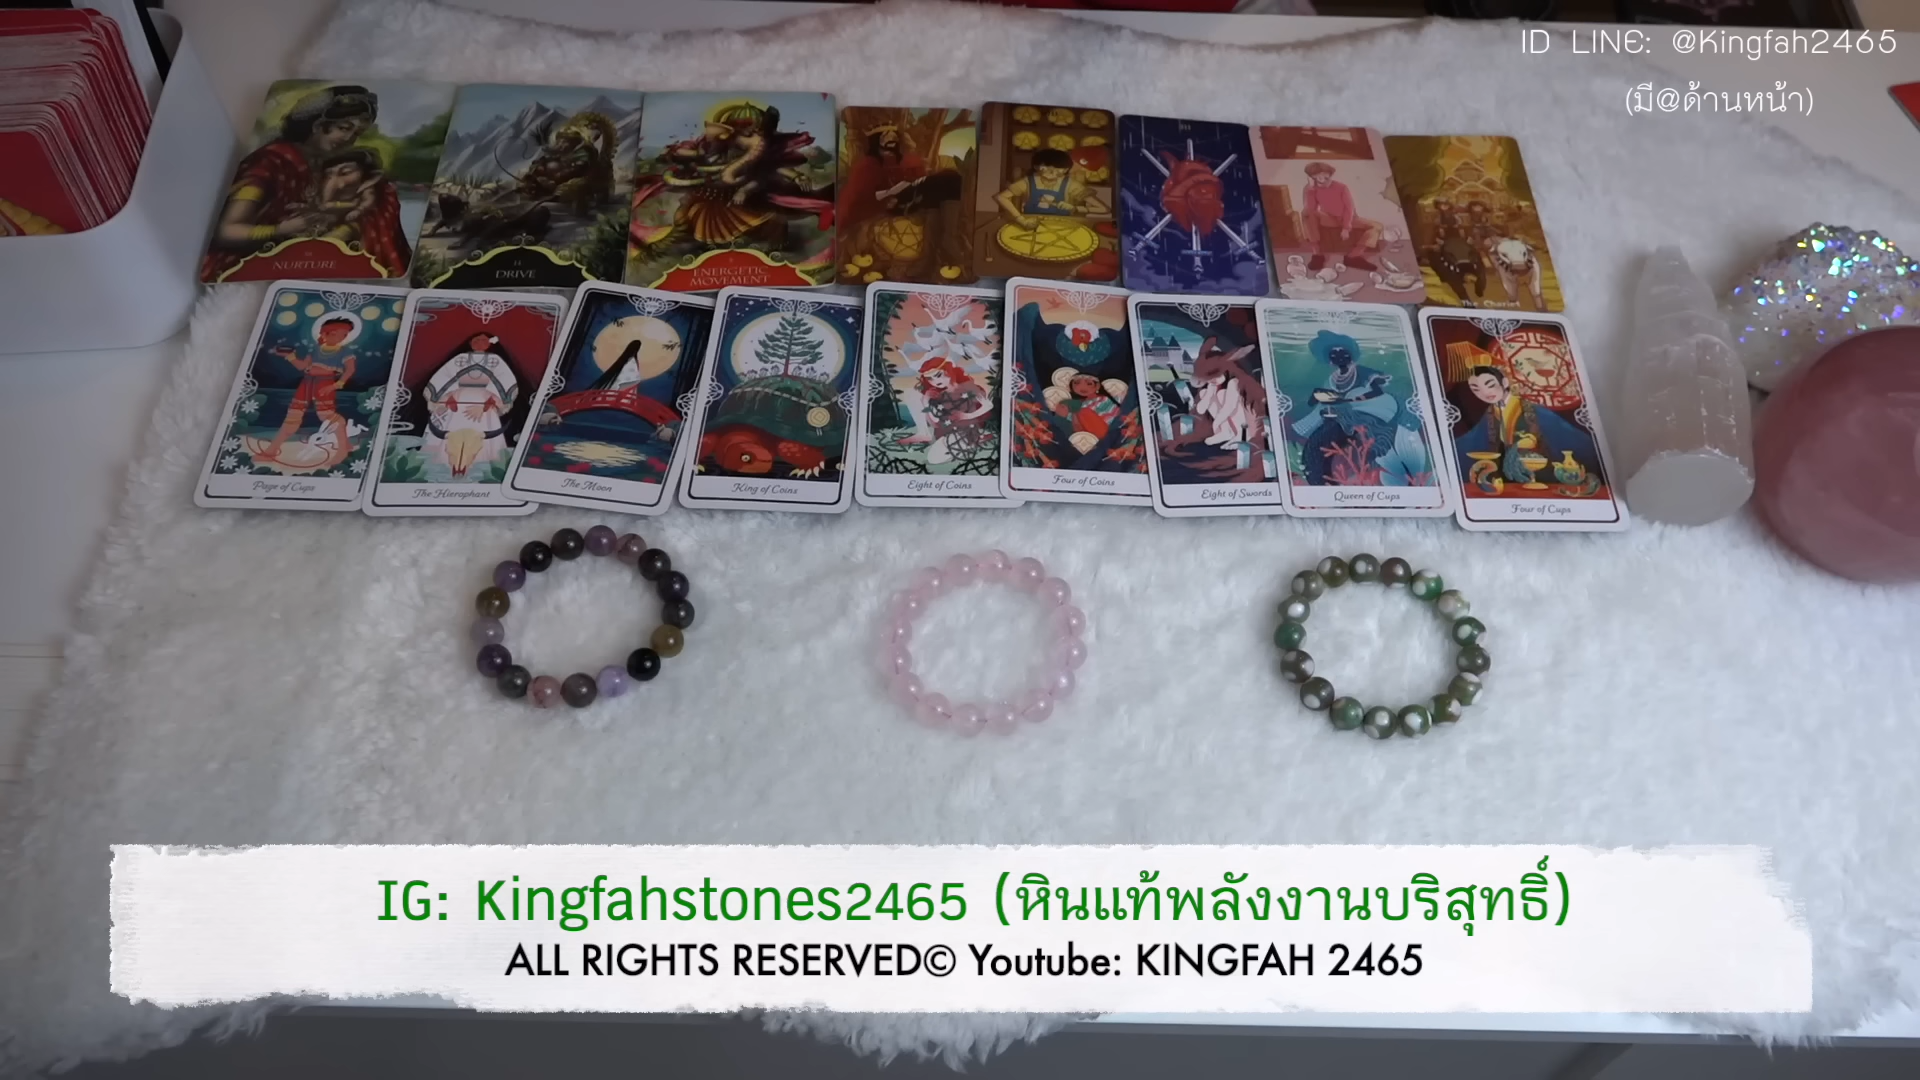 ID LINE: @Kingfah2465
(มี@ด้านหน้า)
NURTURE
DRIVE
ENERGETIC
MOVEMENT
III
The Chariot
Page of Cups
The Hierophant
The Moon
King of Coins
Eight of Coins
Four of Coins
Eight of Swords
Queen of Cups
Four of Cups
IG: Kingfahstones2465 (หินแท้พลังงานบริสุทธิ์)
ALL RIGHTS RESERVED© Youtube: KINGFAH 2465